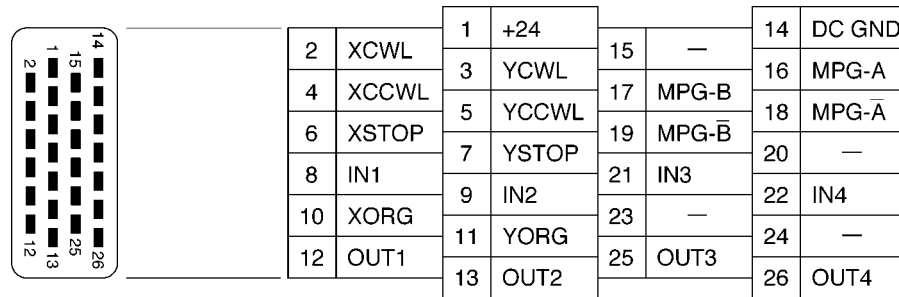 14
1
15
2
12
25
13
26
1 +24
14 DC GND
2 XCWL
15 —
3 YCWL
16 MPG-A
4 XCCWL
17 MPG-B
5 YCCWL
18 MPG-A̅
6 XSTOP
19 MPG-B̅
7 YSTOP
20 —
8 IN1
21 IN3
9 IN2
22 IN4
10 XORG
23 —
11 YORG
24 —
12 OUT1
25 OUT3
13 OUT2
26 OUT4